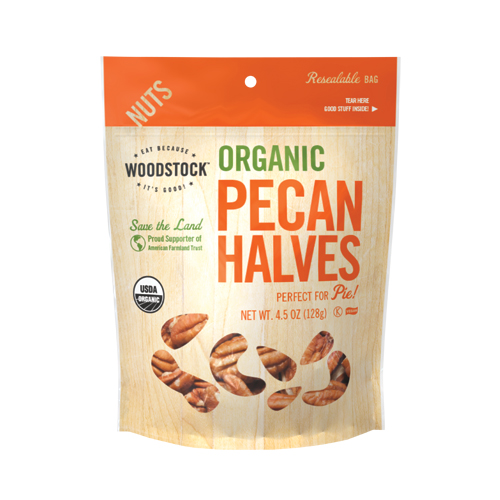 NUTS
Resealable BAG
TEAR HERE
GOOD STUFF INSIDE!
EAT BECAUSE
WOODSTOCK™
IT'S GOOD!
ORGANIC
PECAN
HALVES
Save the Land
Proud Supporter of
American Farmland Trust
PERFECT FOR Pie!
USDA
ORGANIC
NET WT. 4.5 OZ (128g)